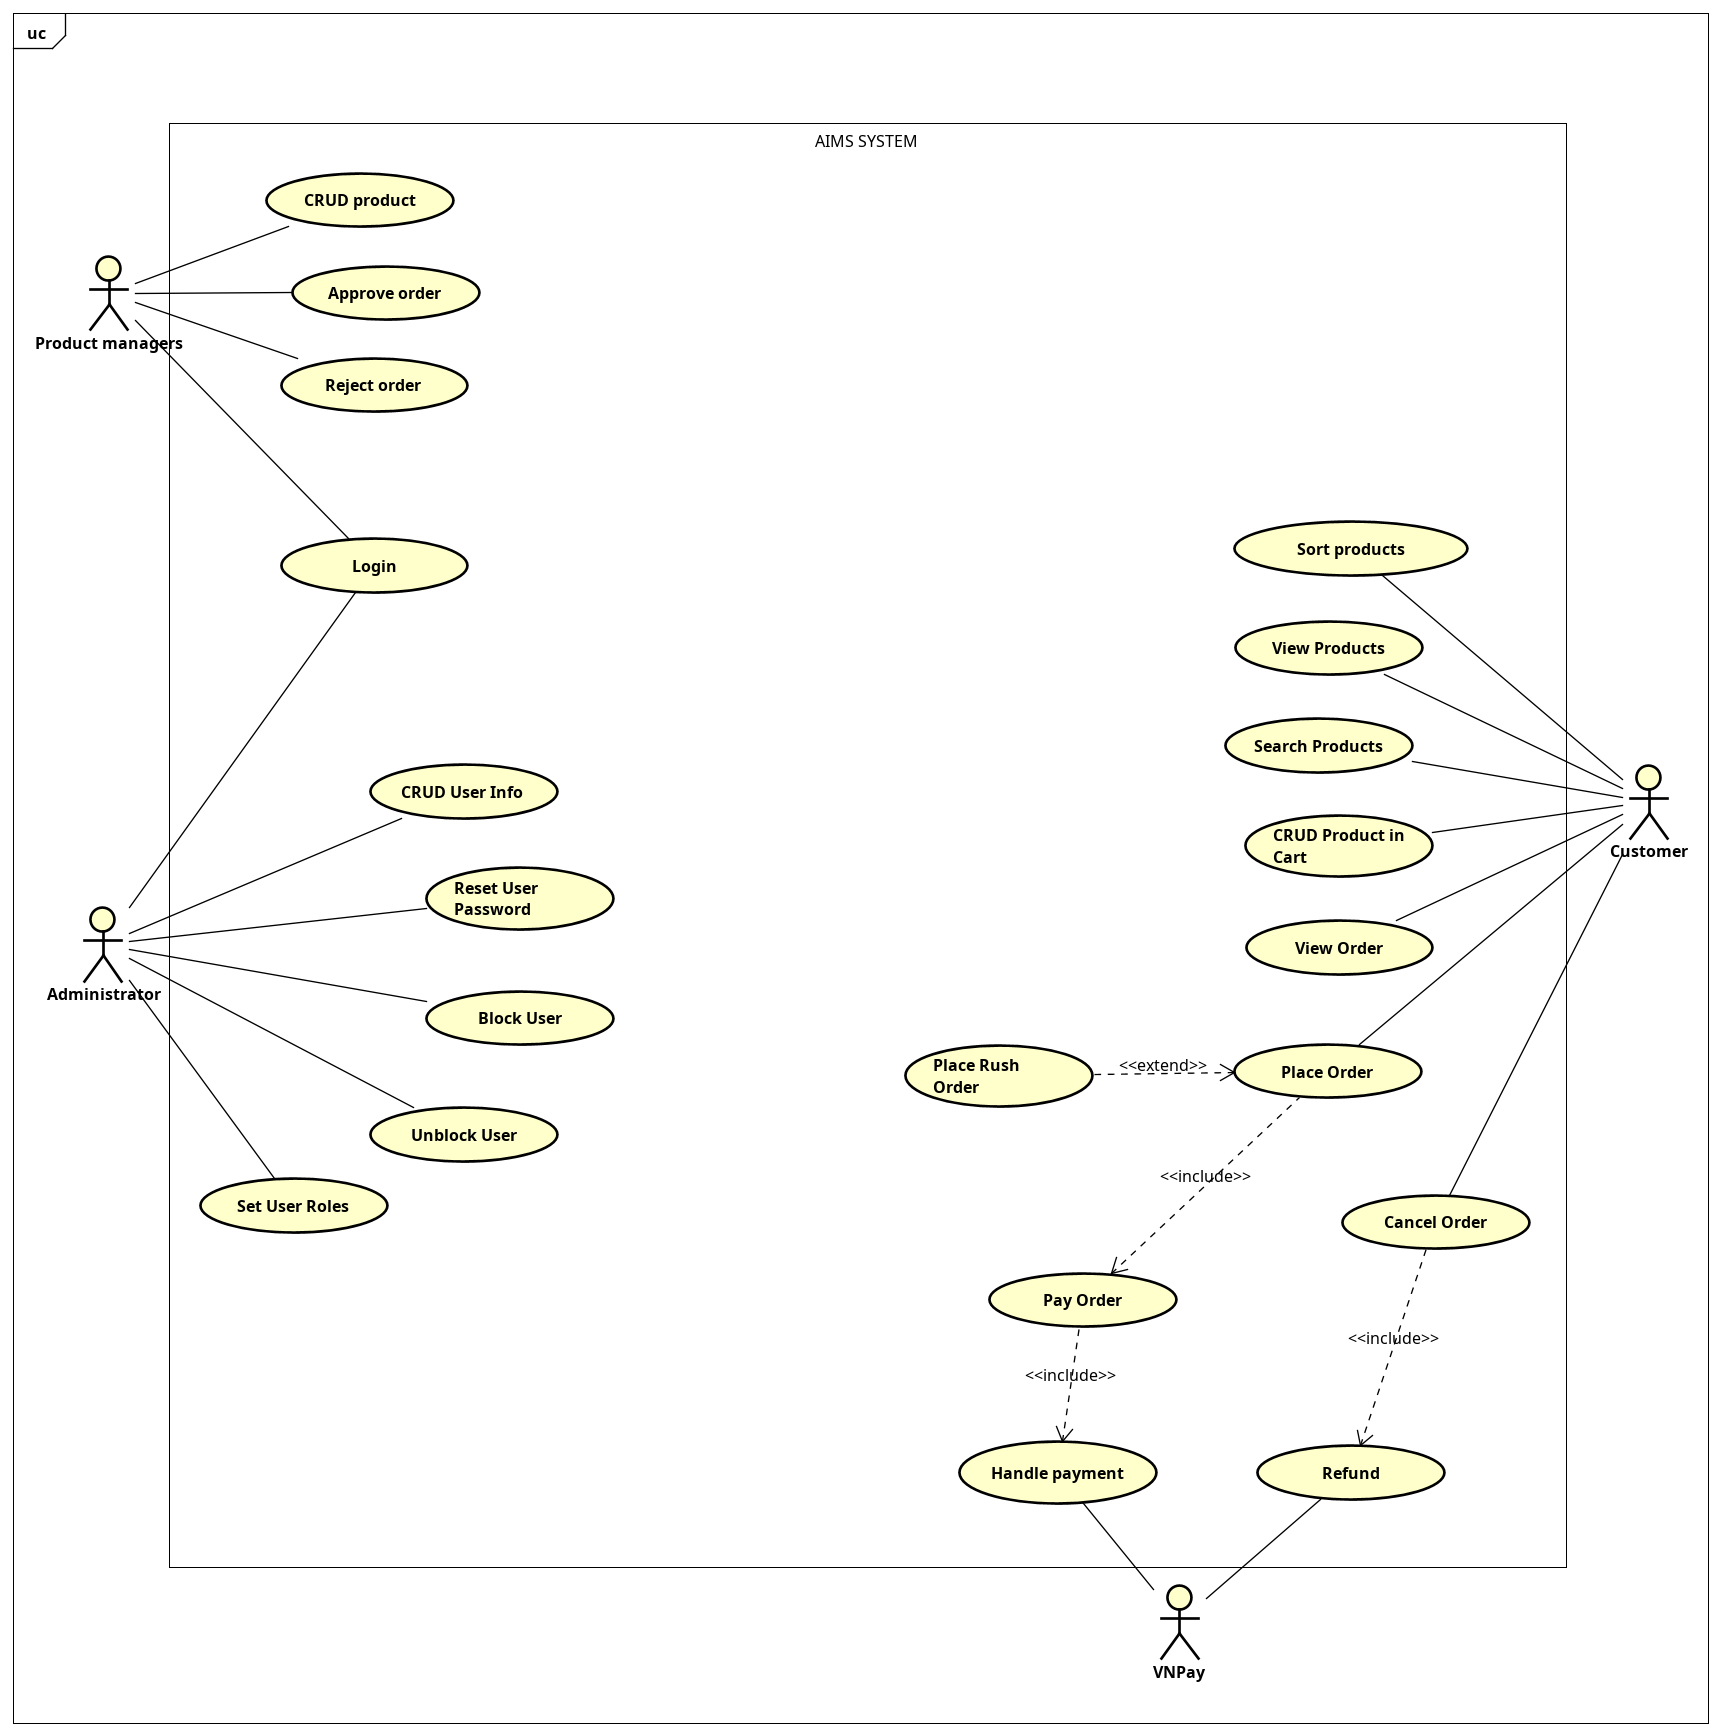 uc
AIMS SYSTEM
CRUD product
Approve order
Product managers
Reject order
Login
Sort products
View Products
Search Products
CRUD User Info
CRUD Product in
Cart
Customer
Reset User
Password
View Order
Administrator
Block User
Place Rush
Order
<<extend>>
Place Order
Unblock User
<<include>>
Set User Roles
Cancel Order
Pay Order
<<include>>
<<include>>
Handle payment
Refund
VNPay